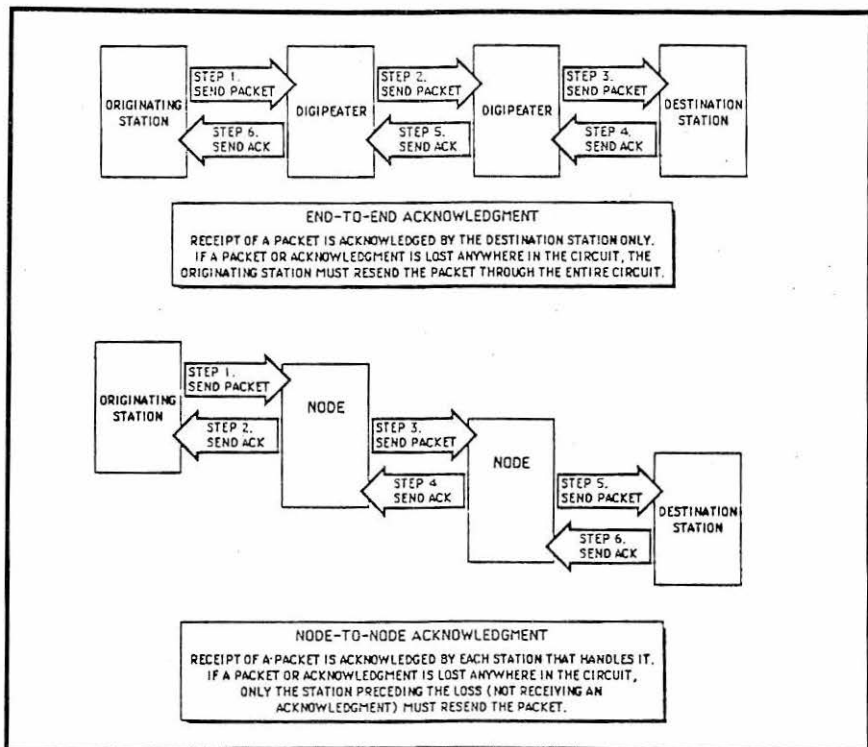 STEP 1.
SEND PACKET
STEP 2.
SEND PACKET
STEP 3.
SEND PACKET
ORIGINATING
STATION
DIGIPEATER
DIGIPEATER
DESTINATION
STATION
STEP 6.
SEND ACK
STEP 5.
SEND ACK
STEP 4.
SEND ACK
END-TO-END ACKNOWLEDGMENT
RECEIPT OF A PACKET IS ACKNOWLEDGED BY THE DESTINATION STATION ONLY.
IF A PACKET OR ACKNOWLEDGMENT IS LOST ANYWHERE IN THE CIRCUIT, THE
ORIGINATING STATION MUST RESEND THE PACKET THROUGH THE ENTIRE CIRCUIT.
STEP 1.
SEND PACKET
ORIGINATING
STATION
NODE
STEP 2.
SEND ACK
STEP 3.
SEND PACKET
NODE
STEP 4
SEND ACK
STEP 5.
SEND PACKET
DESTINATION
STATION
STEP 6.
SEND ACK
NODE-TO-NODE ACKNOWLEDGMENT
RECEIPT OF A PACKET IS ACKNOWLEDGED BY EACH STATION THAT HANDLES IT.
IF A PACKET OR ACKNOWLEDGMENT IS LOST ANYWHERE IN THE CIRCUIT,
ONLY THE STATION PRECEDING THE LOSS (NOT RECEIVING AN
ACKNOWLEDGMENT) MUST RESEND THE PACKET.